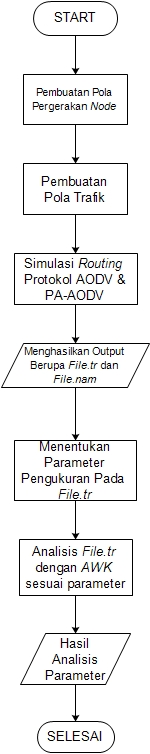 START
Pembuatan Pola
Pergerakan Node
Pembuatan
Pola Trafik
Simulasi Routing
Protokol AODV &
PA-AODV
Menghasilkan Output
Berupa File.tr dan
File.nam
Menentukan
Parameter
Pengukuran Pada
File.tr
Analisis File.tr
dengan AWK
sesuai parameter
Hasil
Analisis
Parameter
SELESAI